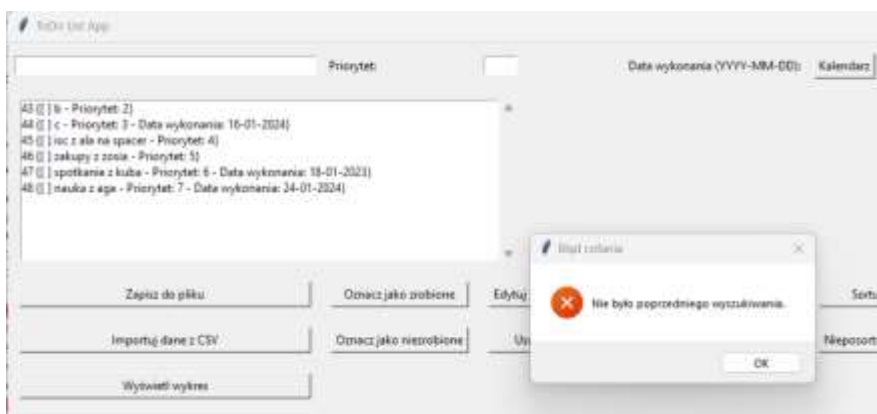 ToDo List App
Priorytet:
Data wykonania (YYYY-MM-DD):
Kalendarz
43 ([ ] b - Priorytet: 2)
44 ([ ] c - Priorytet: 3 - Data wykonania: 16-01-2024)
45 ([ ] isc z ala na spacer - Priorytet: 4)
46 ([ ] zakupy z zosia - Priorytet: 5)
47 ([ ] spotkanie z kuba - Priorytet: 6 - Data wykonania: 18-01-2023)
48 ([ ] nauka z aga - Priorytet: 7 - Data wykonania: 24-01-2024)
Błąd cofania
Nie było poprzedniego wyszukiwania.
OK
Zapisz do pliku
Oznacz jako zrobione
Edytuj
Sortu
Importuj dane z CSV
Oznacz jako niezrobione
Usu
Nieposort
Wyświetl wykres